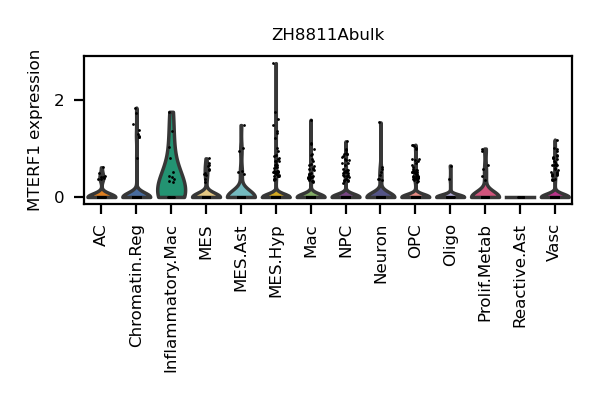 ZH8811Abulk
MTERF1 expression
2
0
AC
Chromatin.Reg
Inflammatory.Mac
MES
MES.Ast
MES.Hyp
Mac
NPC
Neuron
OPC
Oligo
Prolif.Metab
Reactive.Ast
Vasc